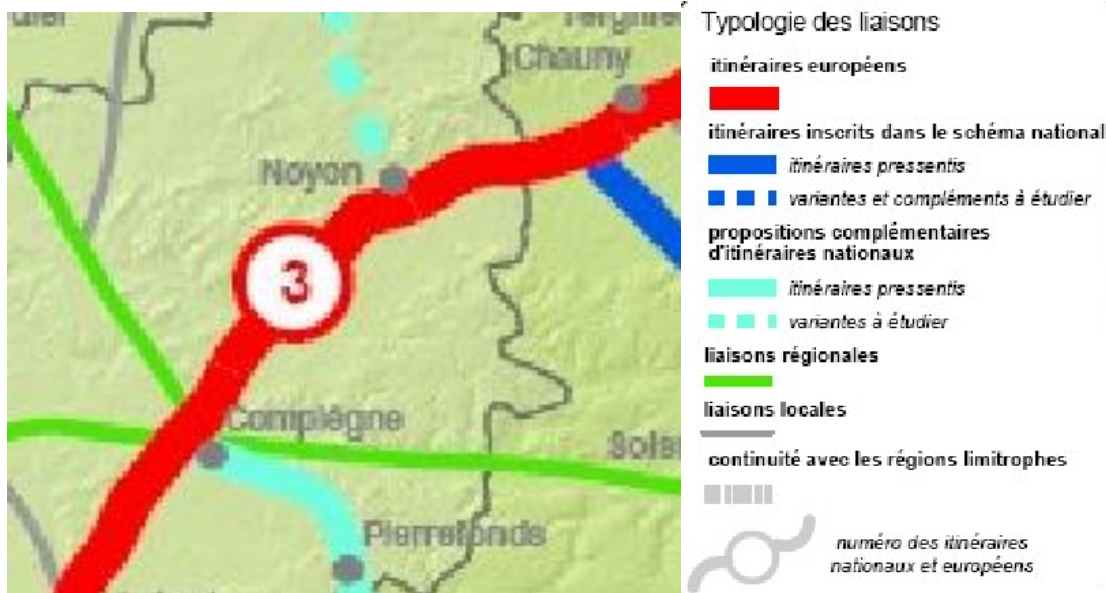 Chauny
Noyon
3
Compiègne
Pierrefonds
Typologie des liaisons
itinéraires européens
itinéraires inscrits dans le schéma national
itinéraires pressentis
variantes et compléments à étudier
propositions complémentaires
d'itinéraires nationaux
itinéraires pressentis
variantes à étudier
liaisons régionales
liaisons locales
continuité avec les régions limitrophes
numéro des itinéraires
nationaux et européens